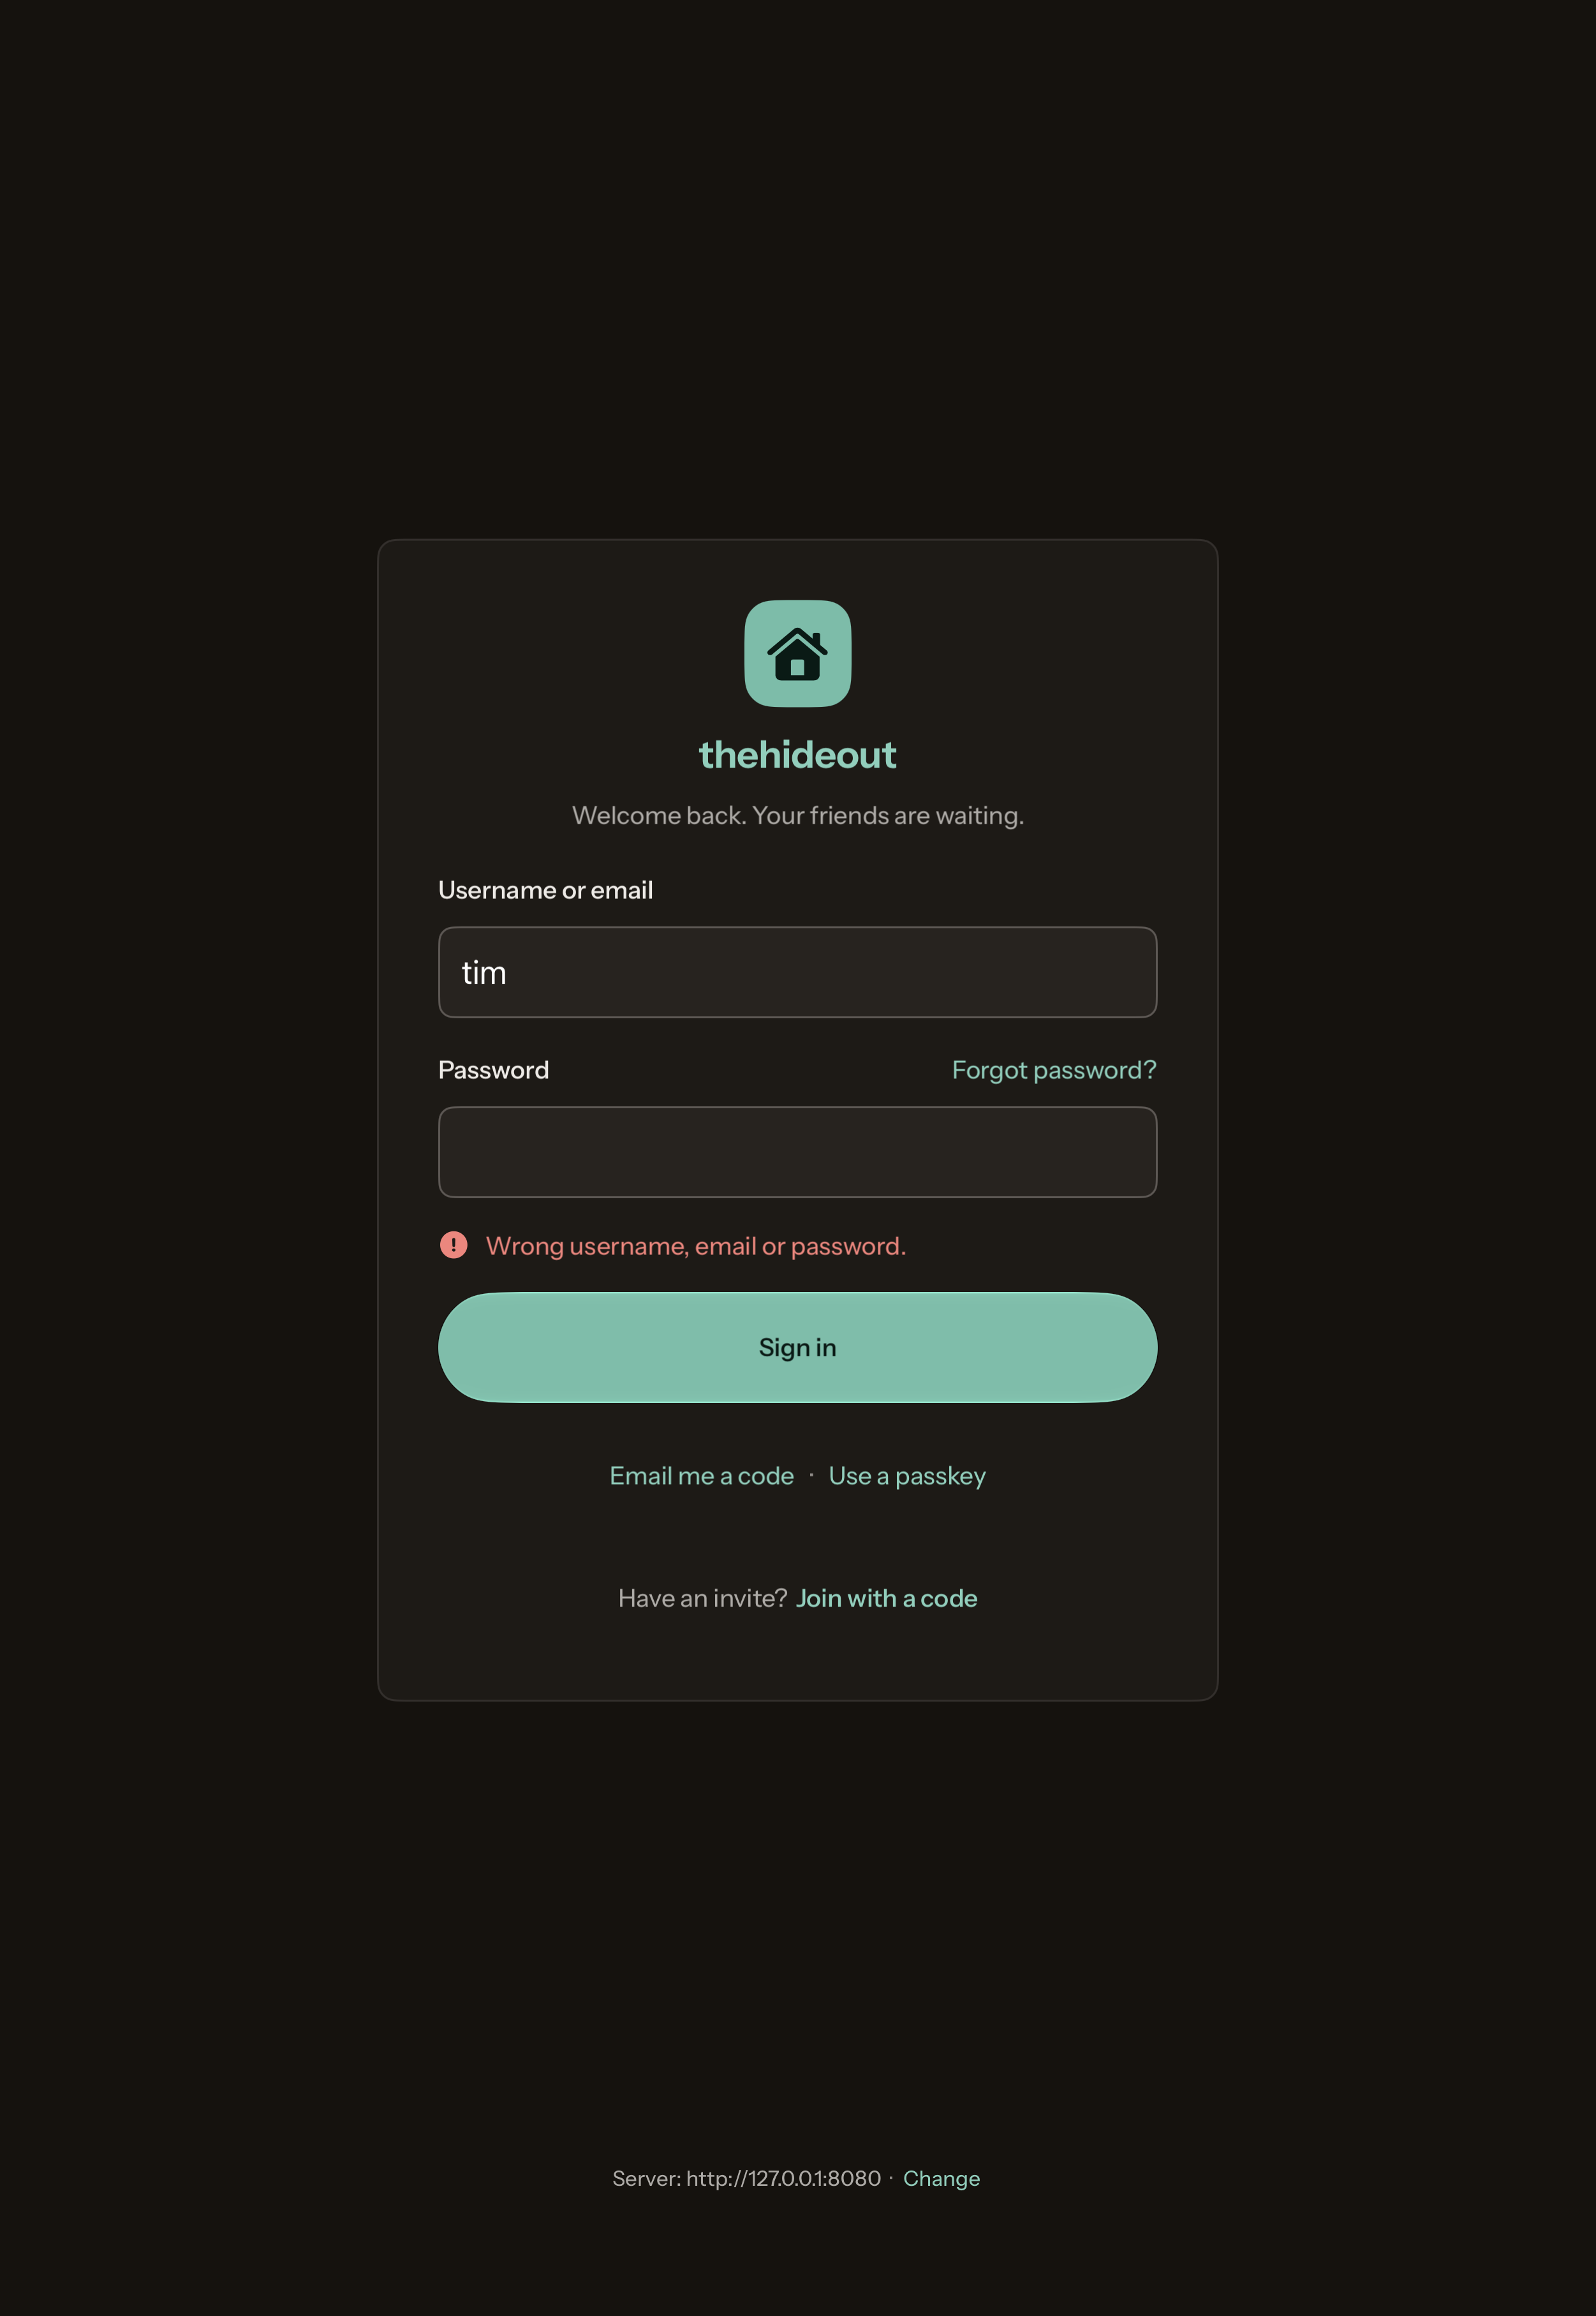 thehideout
Welcome back. Your friends are waiting.
Username or email
tim
Password
Forgot password?
Wrong username, email or password.
Sign in
Email me a code · Use a passkey
Have an invite? Join with a code
Server: http://127.0.0.1:8080 · Change